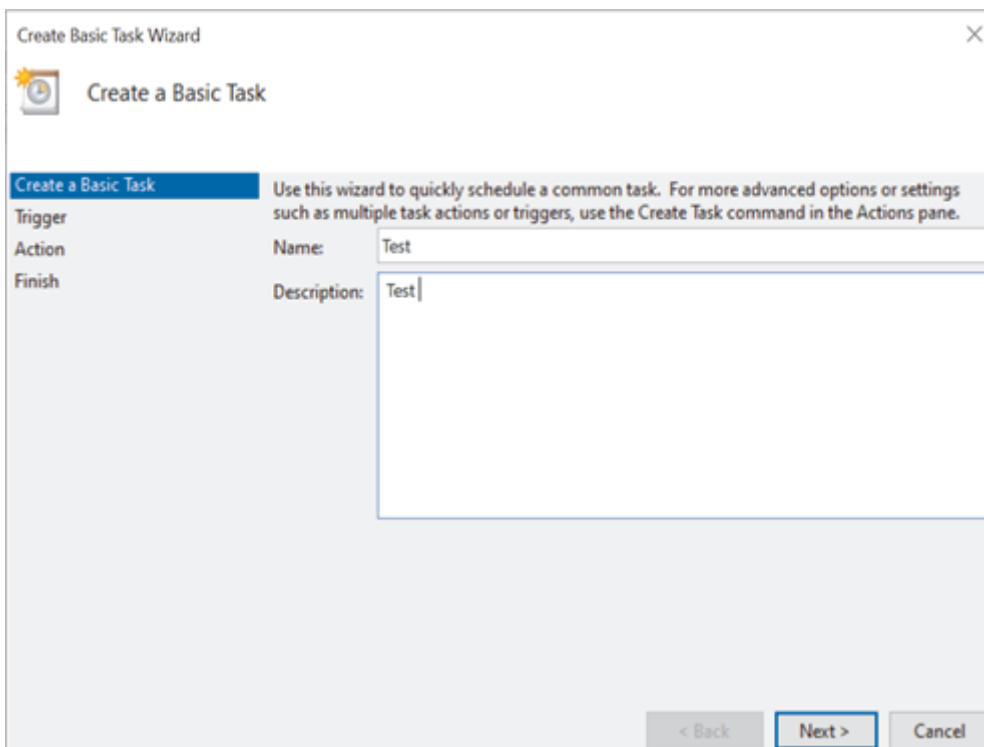 Create Basic Task Wizard
Create a Basic Task
Create a Basic Task
Trigger
Action
Finish
Use this wizard to quickly schedule a common task. For more advanced options or settings
such as multiple task actions or triggers, use the Create Task command in the Actions pane.
Name: Test
Description: Test
< Back Next > Cancel